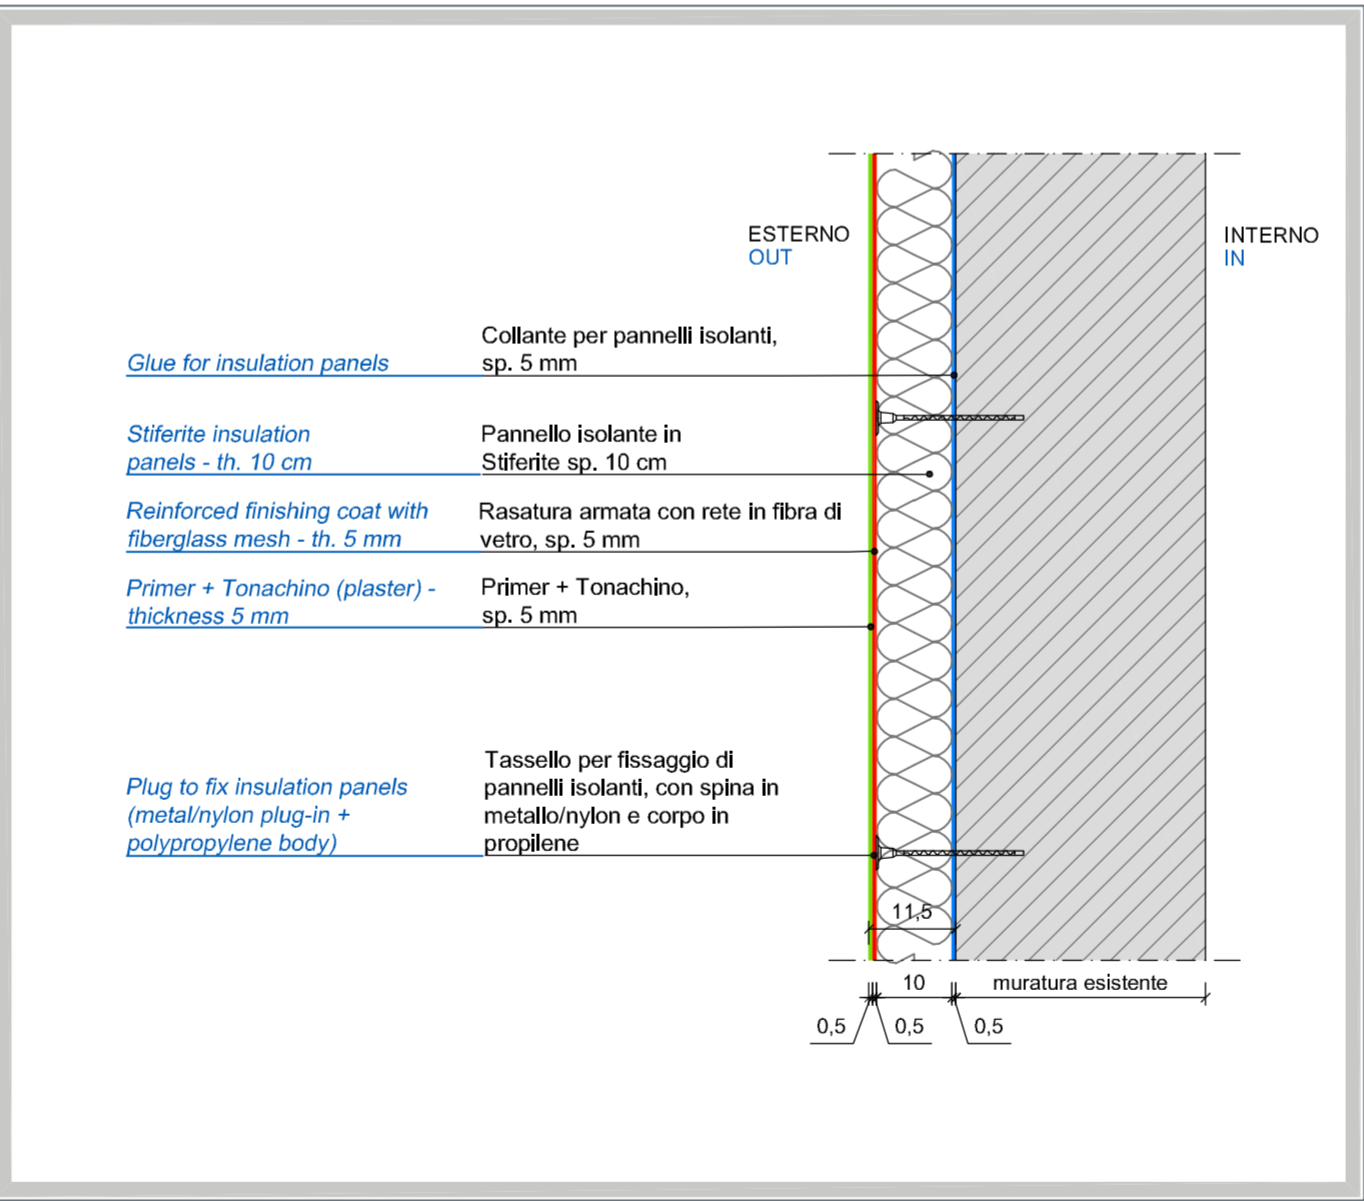 ESTERNO
OUT
INTERNO
IN
Glue for insulation panels
Collante per pannelli isolanti,
sp. 5 mm
Stiferite insulation
panels - th. 10 cm
Pannello isolante in
Stiferite sp. 10 cm
Reinforced finishing coat with
fiberglass mesh - th. 5 mm
Rasatura armata con rete in fibra di
vetro, sp. 5 mm
Primer + Tonachino (plaster) -
thickness 5 mm
Primer + Tonachino,
sp. 5 mm
Plug to fix insulation panels
(metal/nylon plug-in +
polypropylene body)
Tassello per fissaggio di
pannelli isolanti, con spina in
metallo/nylon e corpo in
propilene
11,5
10
muratura esistente
0,5
0,5
0,5